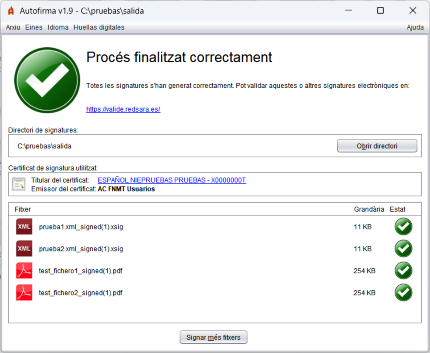 Autofirma v1.9 - C:\pruebas\salida
Arxiu Eines Idioma Huellas digitales Ajuda
Procés finalitzat correctament
Totes les signatures s'han generat correctament. Pot validar aquestes o altres signatures electròniques en:
https://valide.redsara.es/
Directori de signatures:
C:\pruebas\salida Obrir directori
Certificat de signatura utilitzat
Titular del certificat: ESPAÑOL NIEPRUEBAS PRUEBAS - X0000000T
Emissor del certificat: AC FNMT Usuarios
Fitxer Grandària Estat
XML prueba1.xml_signed(1).xsig 11 KB
XML prueba2.xml_signed(1).xsig 11 KB
test_fichero1_signed(1).pdf 254 KB
test_fichero2_signed(1).pdf 254 KB
Signar més fitxers